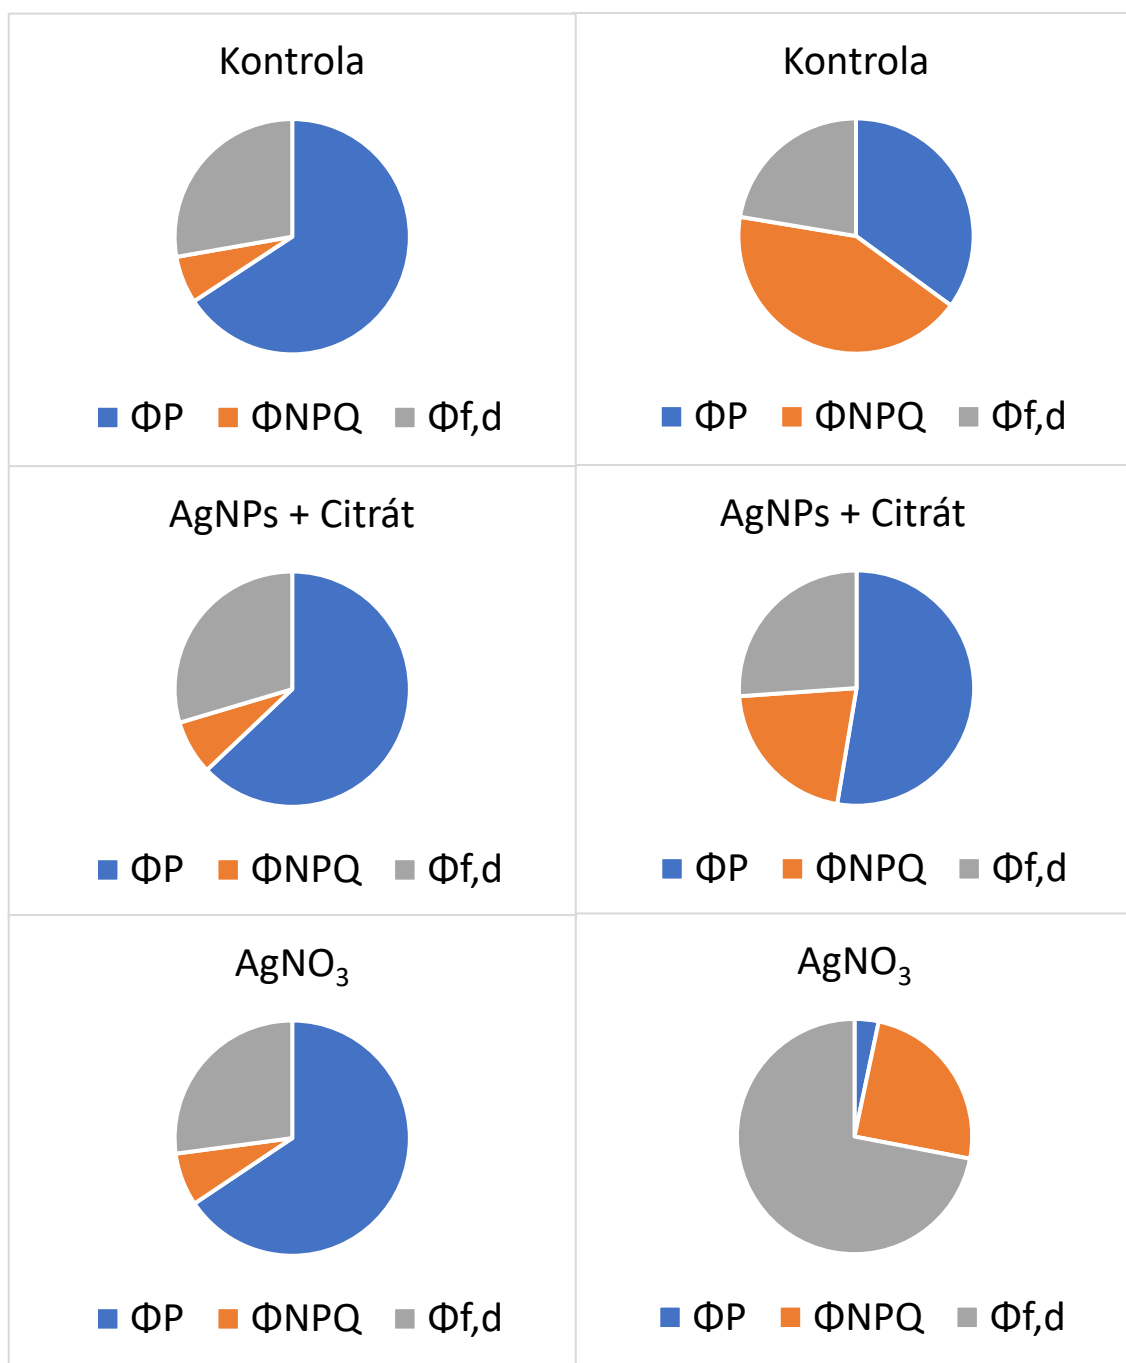 Kontrola
ΦP ΦNPQ Φf,d
Kontrola
ΦP ΦNPQ Φf,d
AgNPs + Citrát
ΦP ΦNPQ Φf,d
AgNPs + Citrát
ΦP ΦNPQ Φf,d
AgNO₃
ΦP ΦNPQ Φf,d
AgNO₃
ΦP ΦNPQ Φf,d